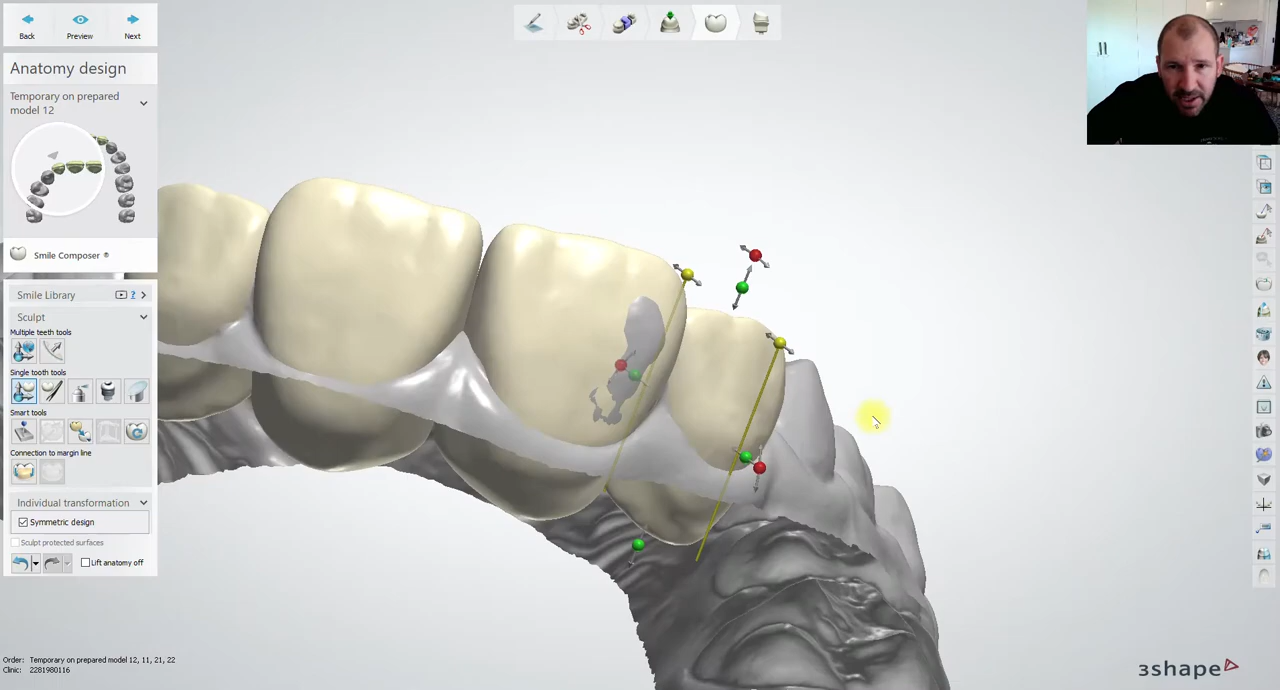 Back
Preview
Next
Anatomy design
Temporary on prepared
model 12
Smile Composer ®
Smile Library
?
Sculpt
Multiple teeth tools
Single tooth tools
Smart tools
Connection to margin line
Individual transformation
Symmetric design
Sculpt protected surfaces
Lift anatomy off
Order: Temporary on prepared model 12, 11, 21, 22
Clinic: 2281980116
3shape